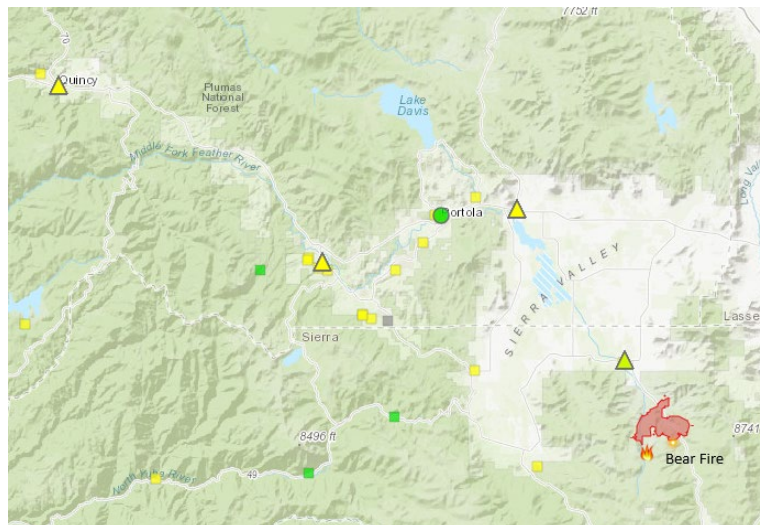 7752 ft
70
Quincy
Plumas
National
Forest
Lake
Davis
Middle Fork Feather River
Portola
SIERRA VALLEY
Lasse
Sierra
8496 ft
8741
Bear Fire
North Yuba River
49